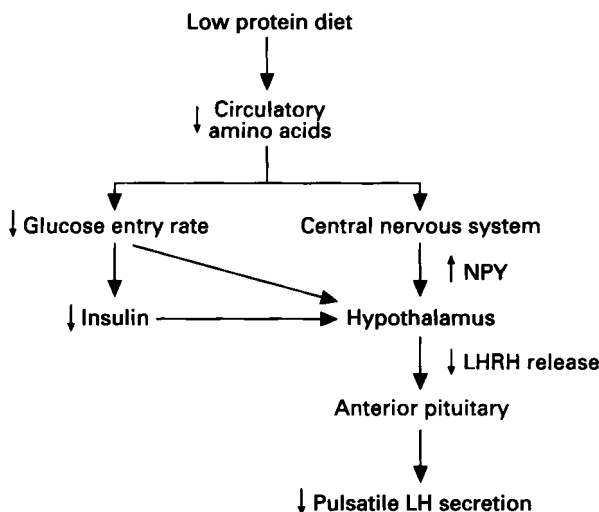 Low protein diet
↓ Circulatory
amino acids
↓ Glucose entry rate
Central nervous system
↑ NPY
↓ Insulin
Hypothalamus
↓ LHRH release
Anterior pituitary
↓ Pulsatile LH secretion